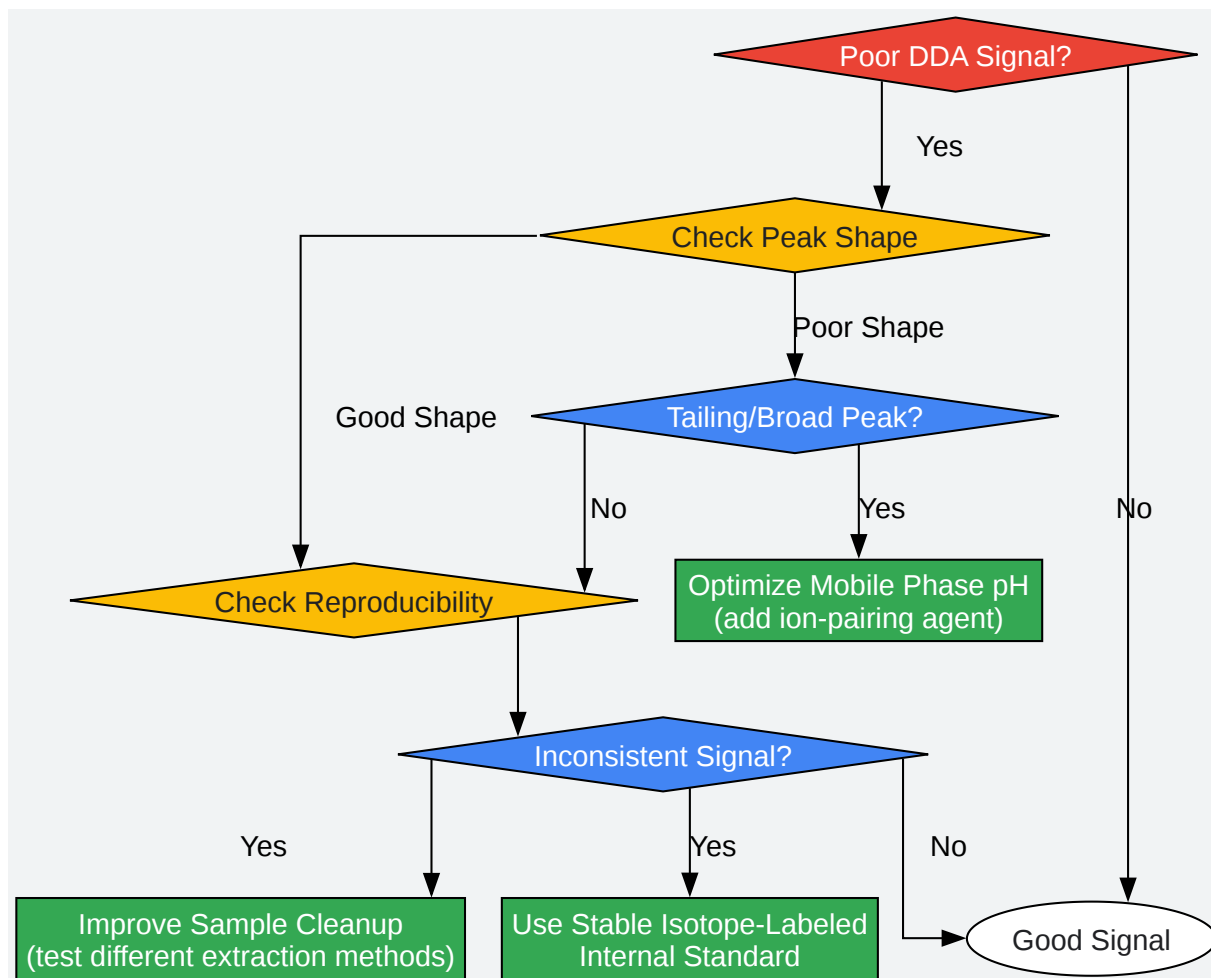 Poor DDA Signal?
Yes
Check Peak Shape
Poor Shape
Good Shape
Tailing/Broad Peak?
No
Yes
No
Optimize Mobile Phase pH
(add ion-pairing agent)
Check Reproducibility
Inconsistent Signal?
Yes
Yes
No
Improve Sample Cleanup
(test different extraction methods)
Use Stable Isotope-Labeled
Internal Standard
Good Signal